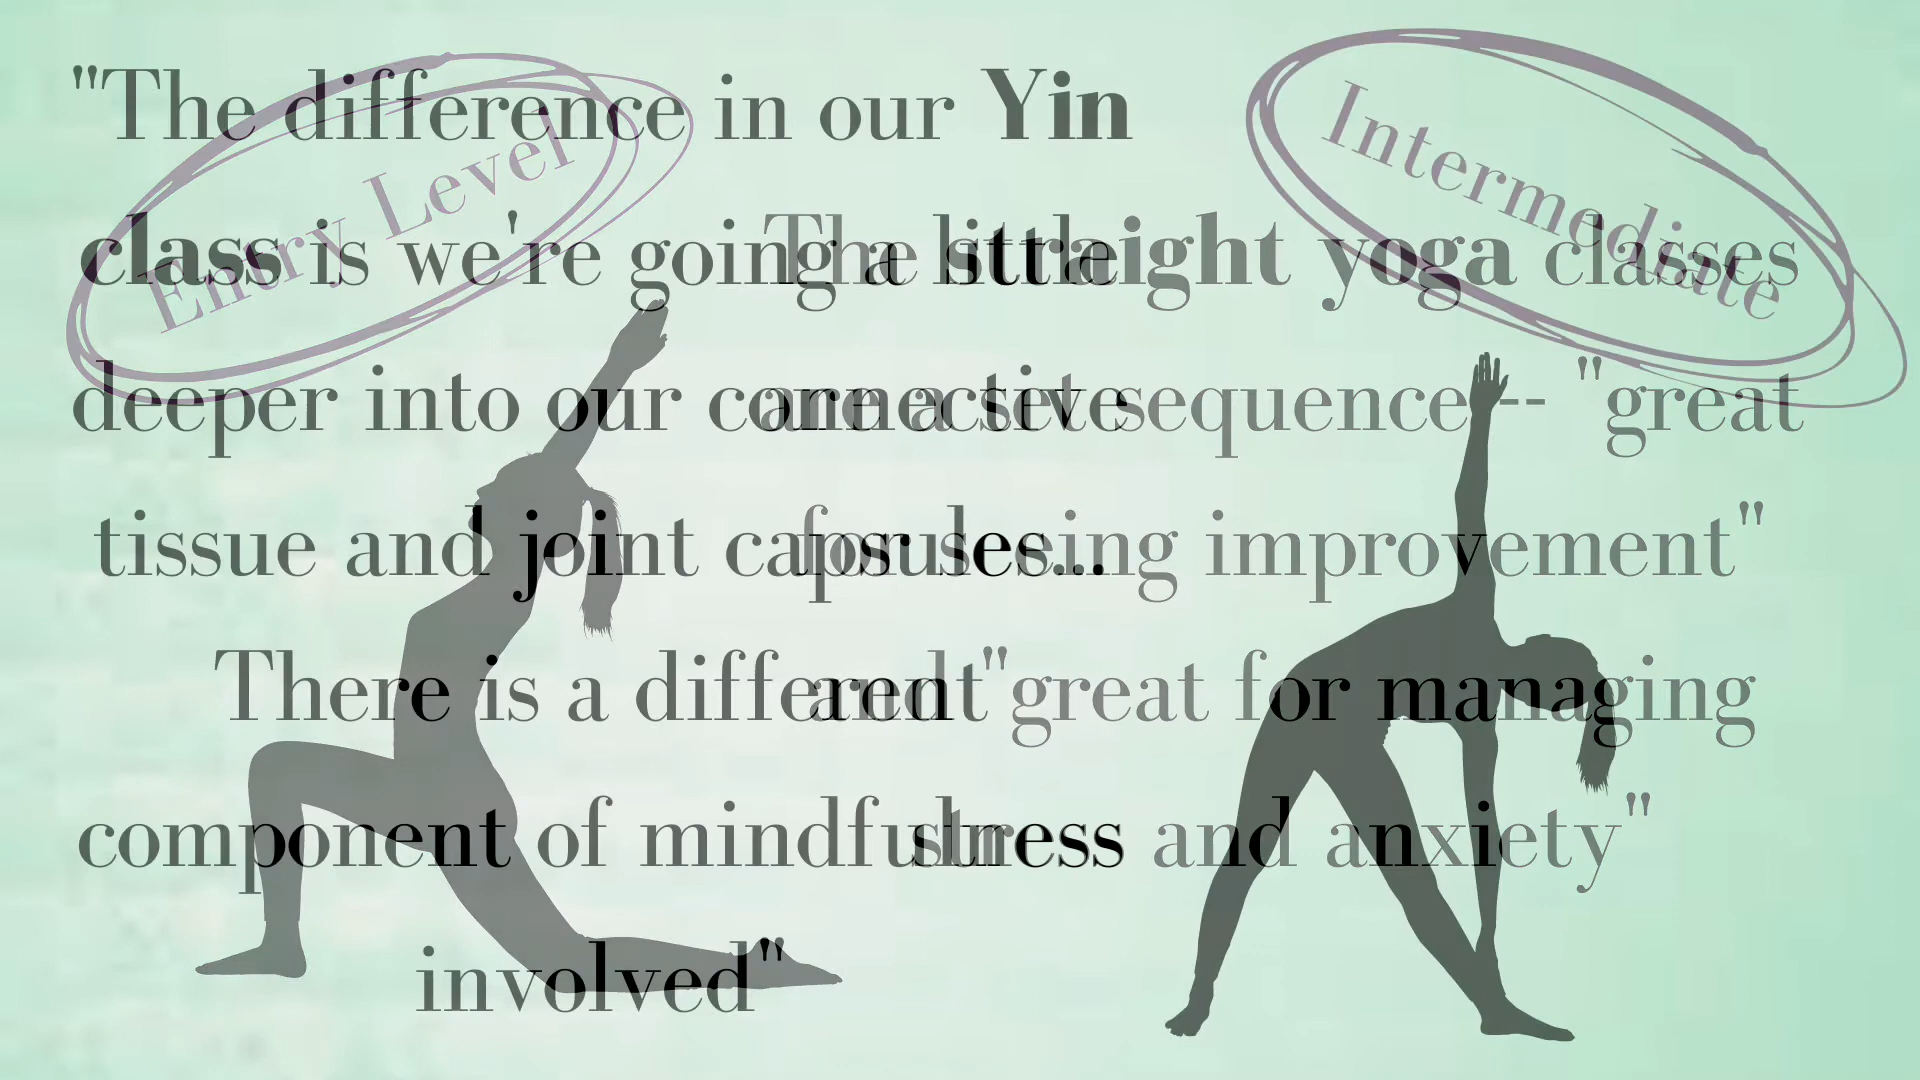 "The difference in our Yin
class is we're going a little
deeper into our connective
tissue and joint capsules...
There is a different
component of mindfulness
involved"
The straight yoga classes
are a set sequence -- "great
for seeing improvement"
and "great for managing
stress and anxiety"
Entry Level
Intermediate